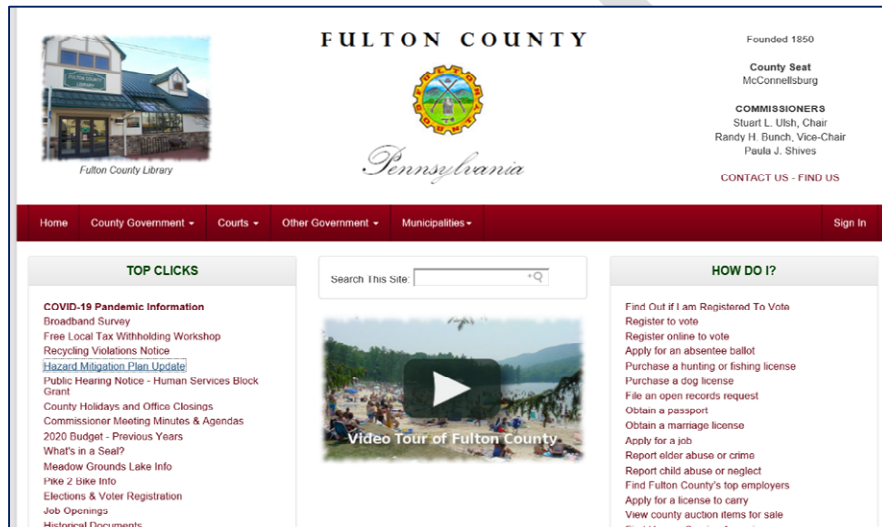 FULTON COUNTY
Pennsylvania
FULTON COUNTY
LIBRARY
Fulton County Library
Founded 1850
County Seat
McConnellsburg
COMMISSIONERS
Stuart L. Ulsh, Chair
Randy H. Bunch, Vice-Chair
Paula J. Shives
CONTACT US - FIND US
Home County Government Courts Other Government Municipalities Sign In
TOP CLICKS
COVID-19 Pandemic Information
Broadband Survey
Free Local Tax Withholding Workshop
Recycling Violations Notice
Hazard Mitigation Plan Update
Public Hearing Notice - Human Services Block
Grant
County Holidays and Office Closings
Commissioner Meeting Minutes & Agendas
2020 Budget - Previous Years
What's in a Seal?
Meadow Grounds Lake Info
Pike 2 Bike Info
Elections & Voter Registration
Job Openings
Historical Documents
Search This Site:
Video Tour of Fulton County
HOW DO I?
Find Out if I am Registered To Vote
Register to vote
Register online to vote
Apply for an absentee ballot
Purchase a hunting or fishing license
Purchase a dog license
File an open records request
Obtain a passport
Obtain a marriage license
Apply for a job
Report elder abuse or crime
Report child abuse or neglect
Find Fulton County's top employers
Apply for a license to carry
View county auction items for sale